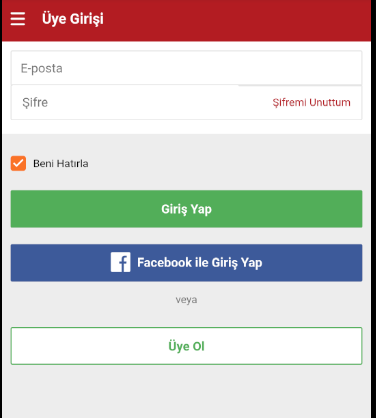 Üye Girişi
E-posta
Şifre
Şifremi Unuttum
Beni Hatırla
Giriş Yap
Facebook ile Giriş Yap
veya
Üye Ol